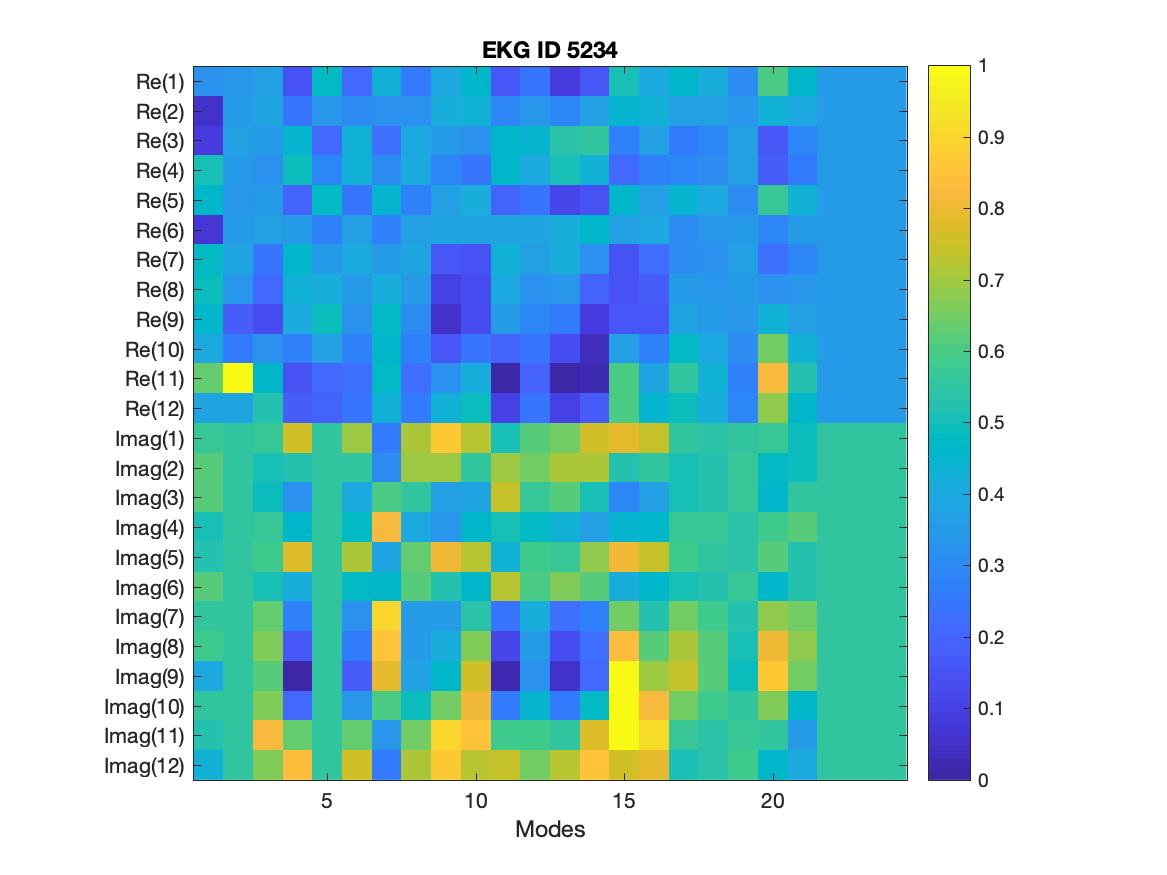 EKG ID 5234
Re(1)
Re(2)
Re(3)
Re(4)
Re(5)
Re(6)
Re(7)
Re(8)
Re(9)
Re(10)
Re(11)
Re(12)
Imag(1)
Imag(2)
Imag(3)
Imag(4)
Imag(5)
Imag(6)
Imag(7)
Imag(8)
Imag(9)
Imag(10)
Imag(11)
Imag(12)
5 10 15 20
Modes
1
0.9
0.8
0.7
0.6
0.5
0.4
0.3
0.2
0.1
0